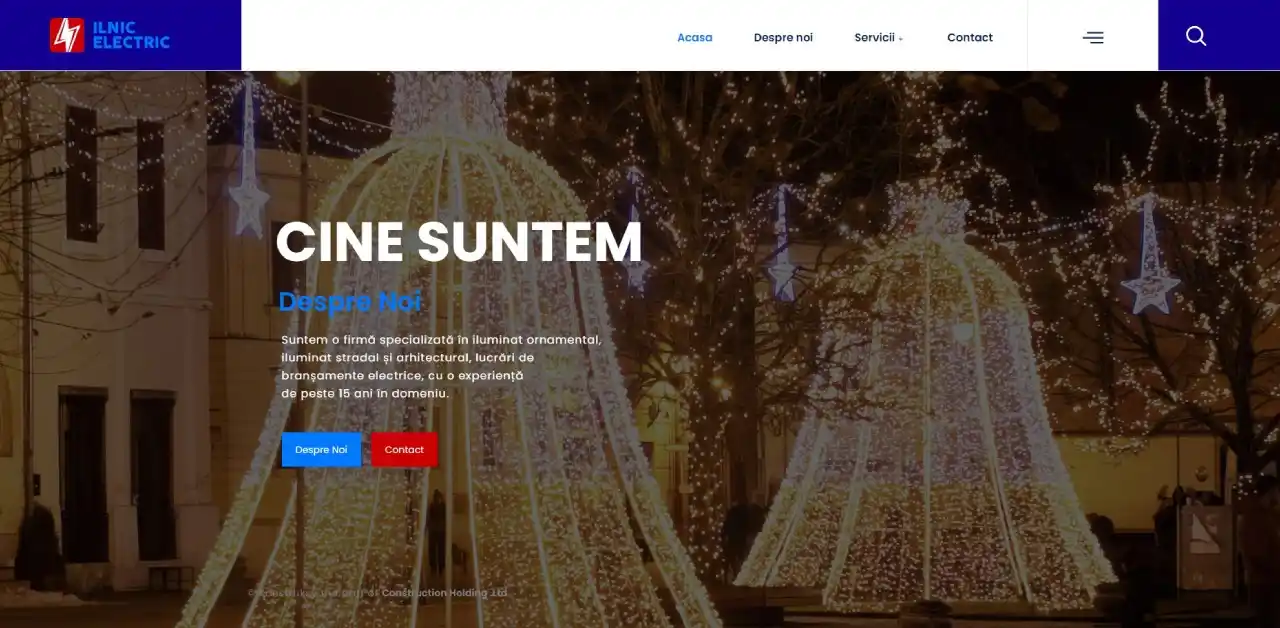 ILNIC
ELECTRIC
Acasa
Despre noi
Servicii +
Contact
CINE SUNTEM
Despre Noi
Suntem o firmă specializată în iluminat ornamental,
iluminat stradal și arhitectural, lucrări de
branșamente electrice, cu o experiență
de peste 15 ani în domeniu.
Despre Noi
Contact
Construction Holding Ltd